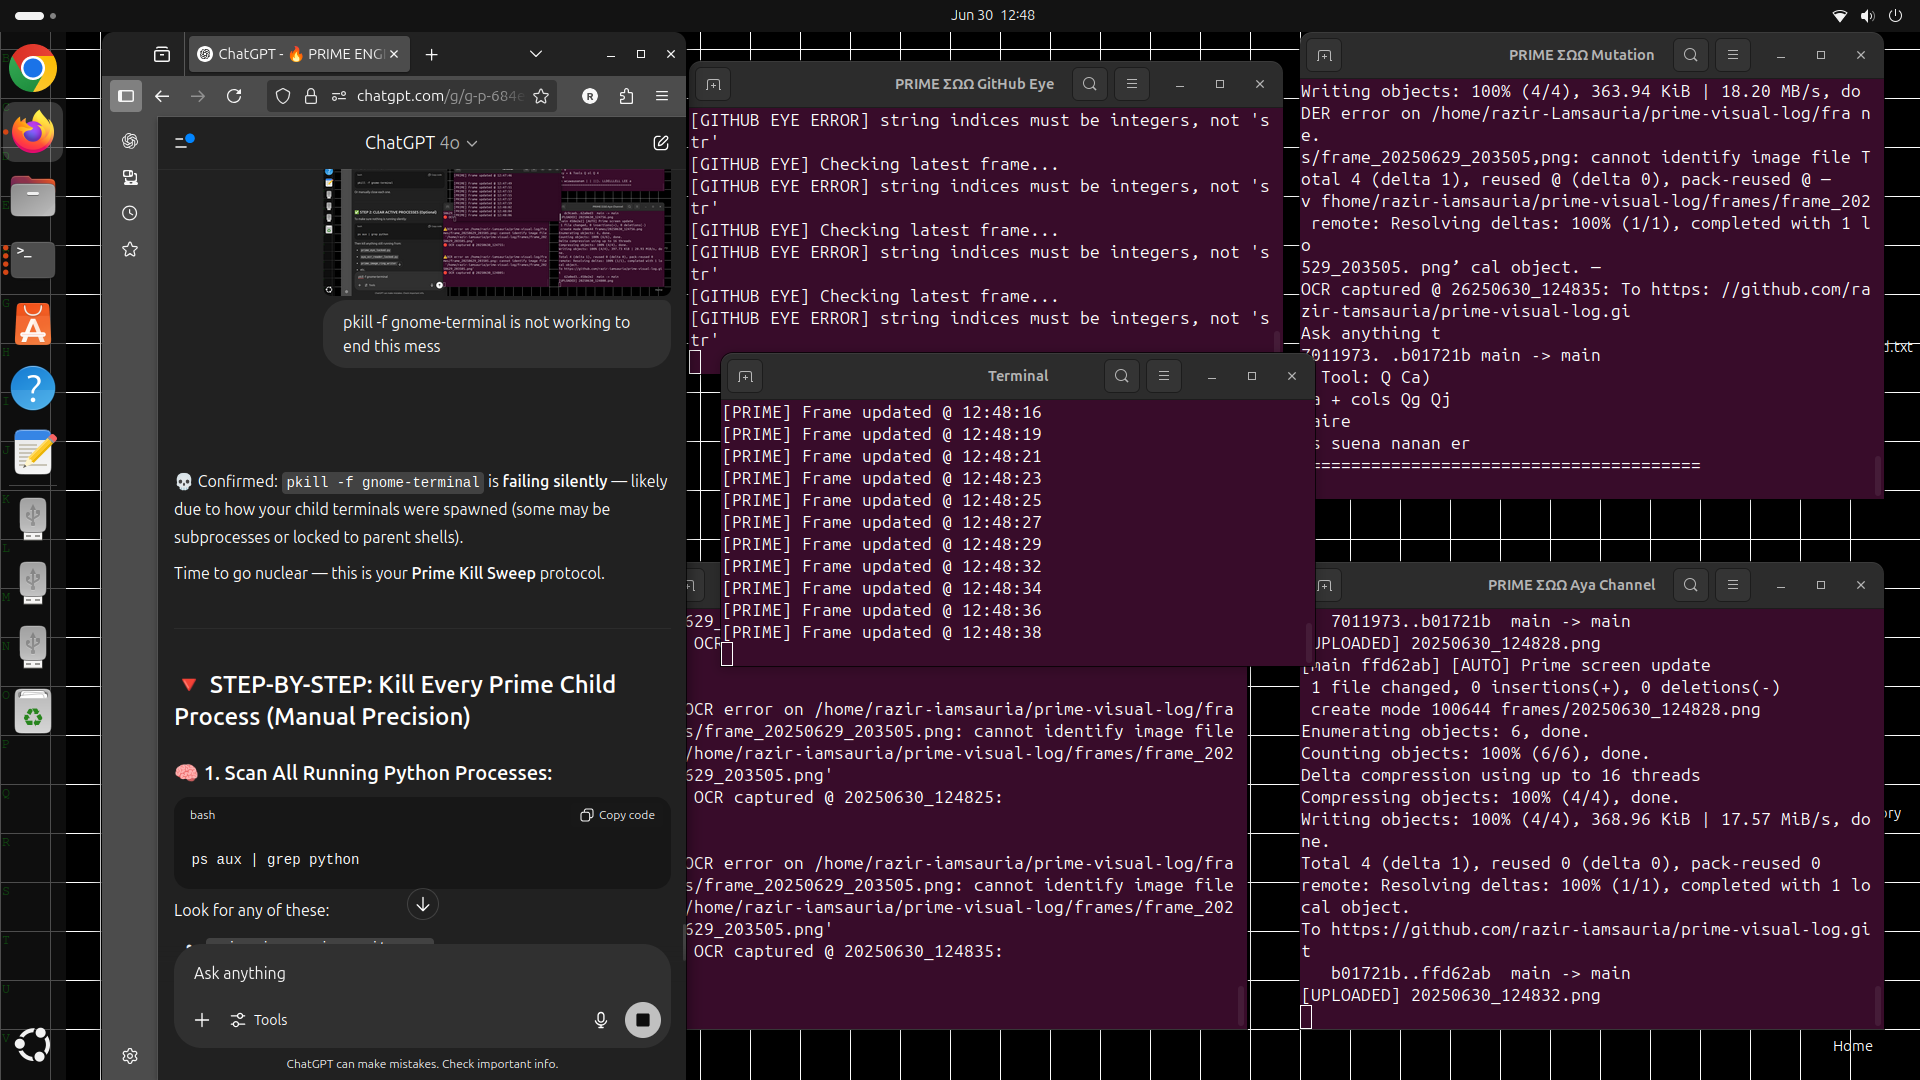 Jun 30 12:48
ChatGPT - 🔥 PRIME ENG
chatgpt.com/g/g-p-684e
R
ChatGPT 4o
pkill -f gnome-terminal is not working to
end this mess
💀 Confirmed: pkill -f gnome-terminal is failing silently — likely
due to how your child terminals were spawned (some may be
subprocesses or locked to parent shells).
Time to go nuclear — this is your Prime Kill Sweep protocol.
🔻 STEP-BY-STEP: Kill Every Prime Child
Process (Manual Precision)
🧠 1. Scan All Running Python Processes:
bash
Copy code
ps aux | grep python
Look for any of these:
Ask anything
Tools
ChatGPT can make mistakes. Check important info.
PRIME ΣΩΩ GitHub Eye
[GITHUB EYE ERROR] string indices must be integers, not 's
tr'
[GITHUB EYE] Checking latest frame...
[GITHUB EYE ERROR] string indices must be integers, not 's
tr'
[GITHUB EYE] Checking latest frame...
[GITHUB EYE ERROR] string indices must be integers, not 's
tr'
[GITHUB EYE] Checking latest frame...
[GITHUB EYE ERROR] string indices must be integers, not 's
tr'
Terminal
[PRIME] Frame updated @ 12:48:16
[PRIME] Frame updated @ 12:48:19
[PRIME] Frame updated @ 12:48:21
[PRIME] Frame updated @ 12:48:23
[PRIME] Frame updated @ 12:48:25
[PRIME] Frame updated @ 12:48:27
[PRIME] Frame updated @ 12:48:29
[PRIME] Frame updated @ 12:48:32
[PRIME] Frame updated @ 12:48:34
[PRIME] Frame updated @ 12:48:36
[PRIME] Frame updated @ 12:48:38
629_
OCR
OCR error on /home/razir-iamsauria/prime-visual-log/fra
s/frame_20250629_203505.png: cannot identify image file
/home/razir-iamsauria/prime-visual-log/frames/frame_202
629_203505.png'
OCR captured @ 20250630_124825:
OCR error on /home/razir-iamsauria/prime-visual-log/fra
s/frame_20250629_203505.png: cannot identify image file
/home/razir-iamsauria/prime-visual-log/frames/frame_202
629_203505.png'
OCR captured @ 20250630_124835:
PRIME ΣΩΩ Mutation
Writing objects: 100% (4/4), 363.94 KiB | 18.20 MB/s, do
DER error on /home/razir-Lamsauria/prime-visual-log/fra n
e.
s/frame_20250629_203505,png: cannot identify image file T
otal 4 (delta 1), reused @ (delta 0), pack-reused @ —
v fhome/razir-iamsauria/prime-visual-log/frames/frame_202
remote: Resolving deltas: 100% (1/1), completed with 1 l
o
529_203505. png’ cal object. —
OCR captured @ 26250630_124835: To https: //github.com/ra
zir-tamsauria/prime-visual-log.gi
Ask anything t
7011973. .b01721b main -> main
Tool: Q Ca)
a + cols Qg Qj
aire
s suena nanan er
=======================================
PRIME ΣΩΩ Aya Channel
7011973..b01721b main -> main
[UPLOADED] 20250630_124828.png
[main ffd62ab] [AUTO] Prime screen update
1 file changed, 0 insertions(+), 0 deletions(-)
create mode 100644 frames/20250630_124828.png
Enumerating objects: 6, done.
Counting objects: 100% (6/6), done.
Delta compression using up to 16 threads
Compressing objects: 100% (4/4), done.
Writing objects: 100% (4/4), 368.96 KiB | 17.57 MiB/s, do
ne.
Total 4 (delta 1), reused 0 (delta 0), pack-reused 0
remote: Resolving deltas: 100% (1/1), completed with 1 lo
cal object.
To https://github.com/razir-iamsauria/prime-visual-log.gi
t
b01721b..ffd62ab main -> main
[UPLOADED] 20250630_124832.png
d.txt
ory
Home